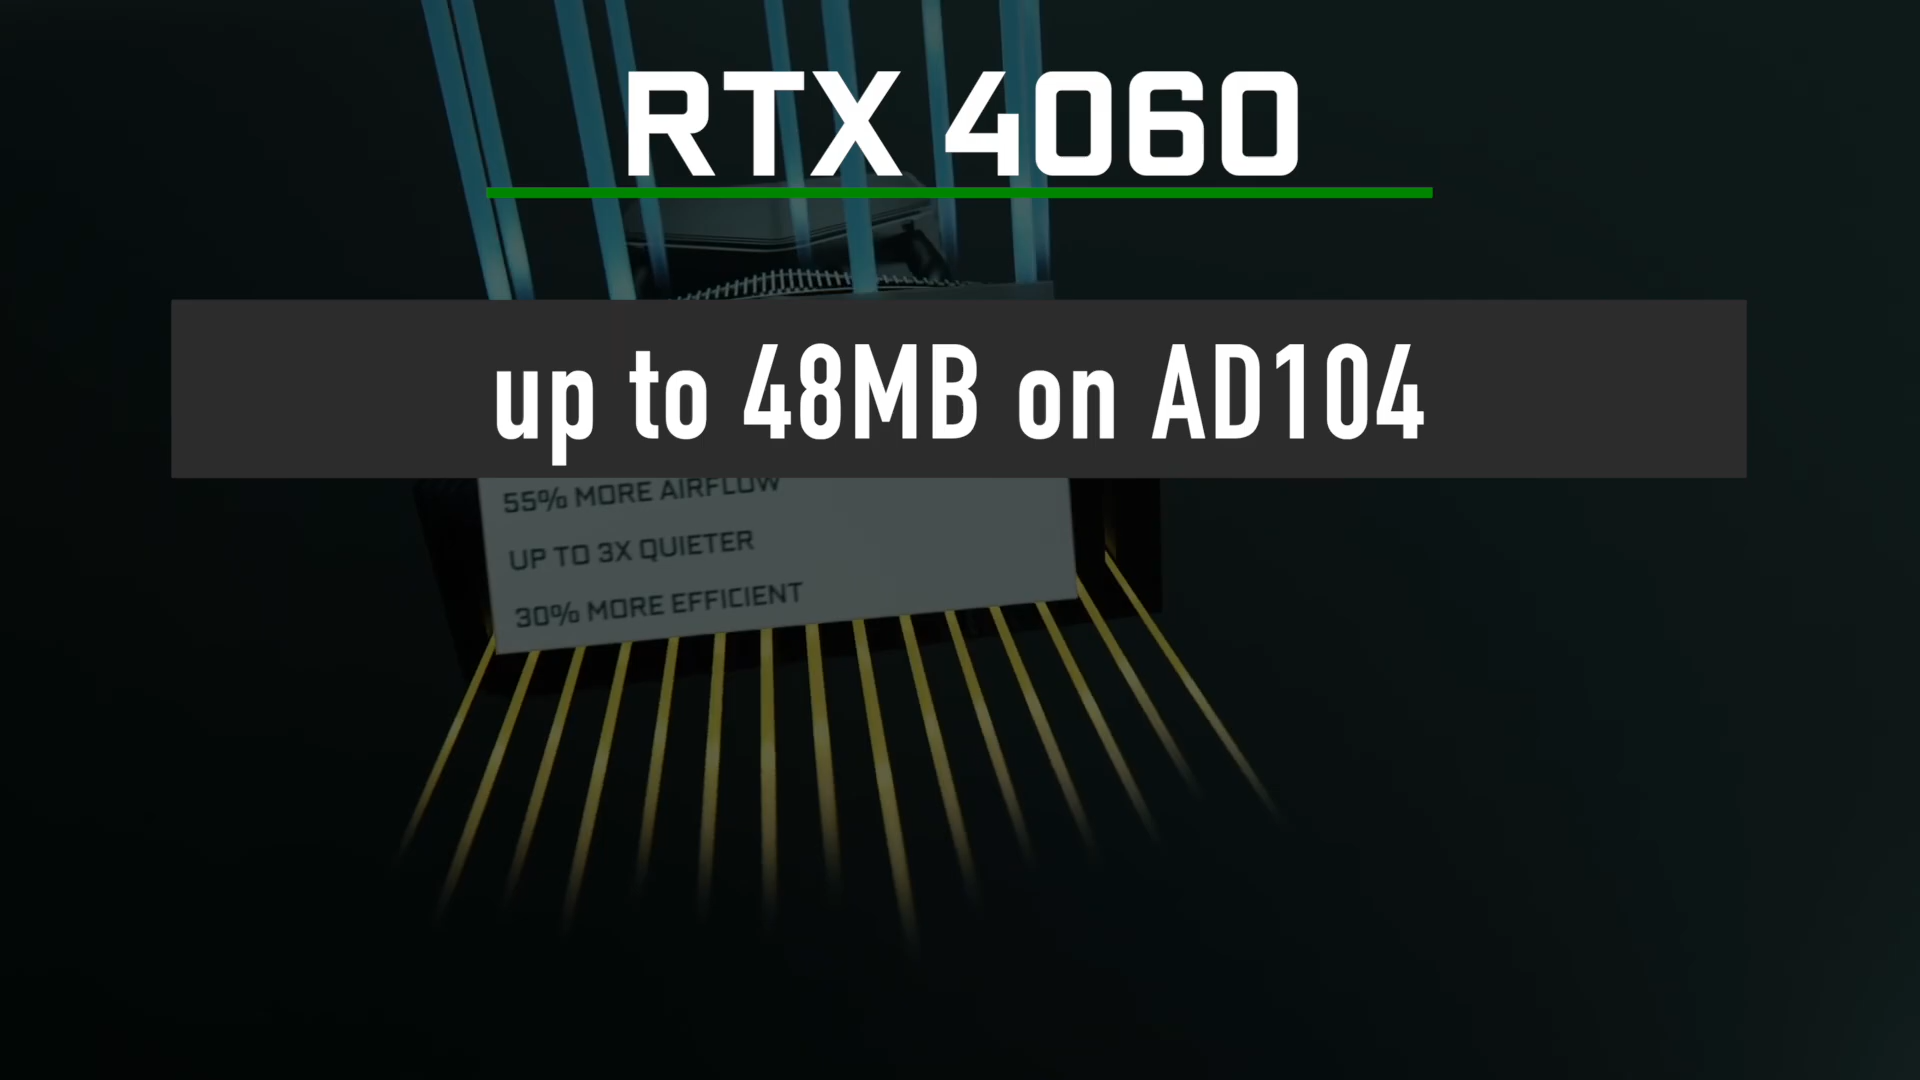 RTX 4060
up to 48MB on AD104
55% MORE AIRFLOW
UP TO 3X QUIETER
30% MORE EFFICIENT